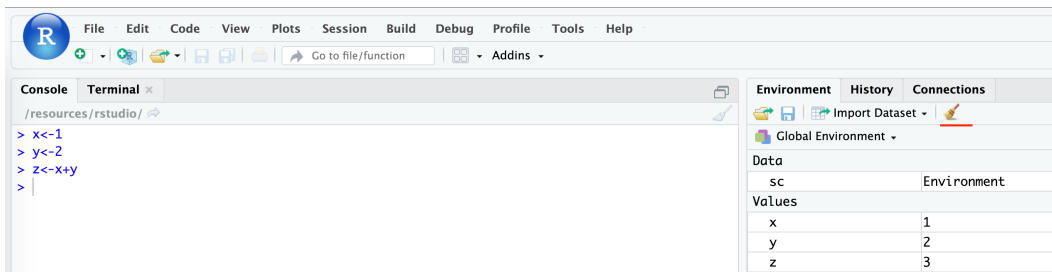 R File Edit Code View Plots Session Build Debug Profile Tools Help
R Go to file/function Addins
Console Terminal
/resources/rstudio/
> x<-1
> y<-2
> z<-x+y
>
Environment History Connections
Import Dataset
Global Environment
Data
sc Environment
Values
x 1
y 2
z 3